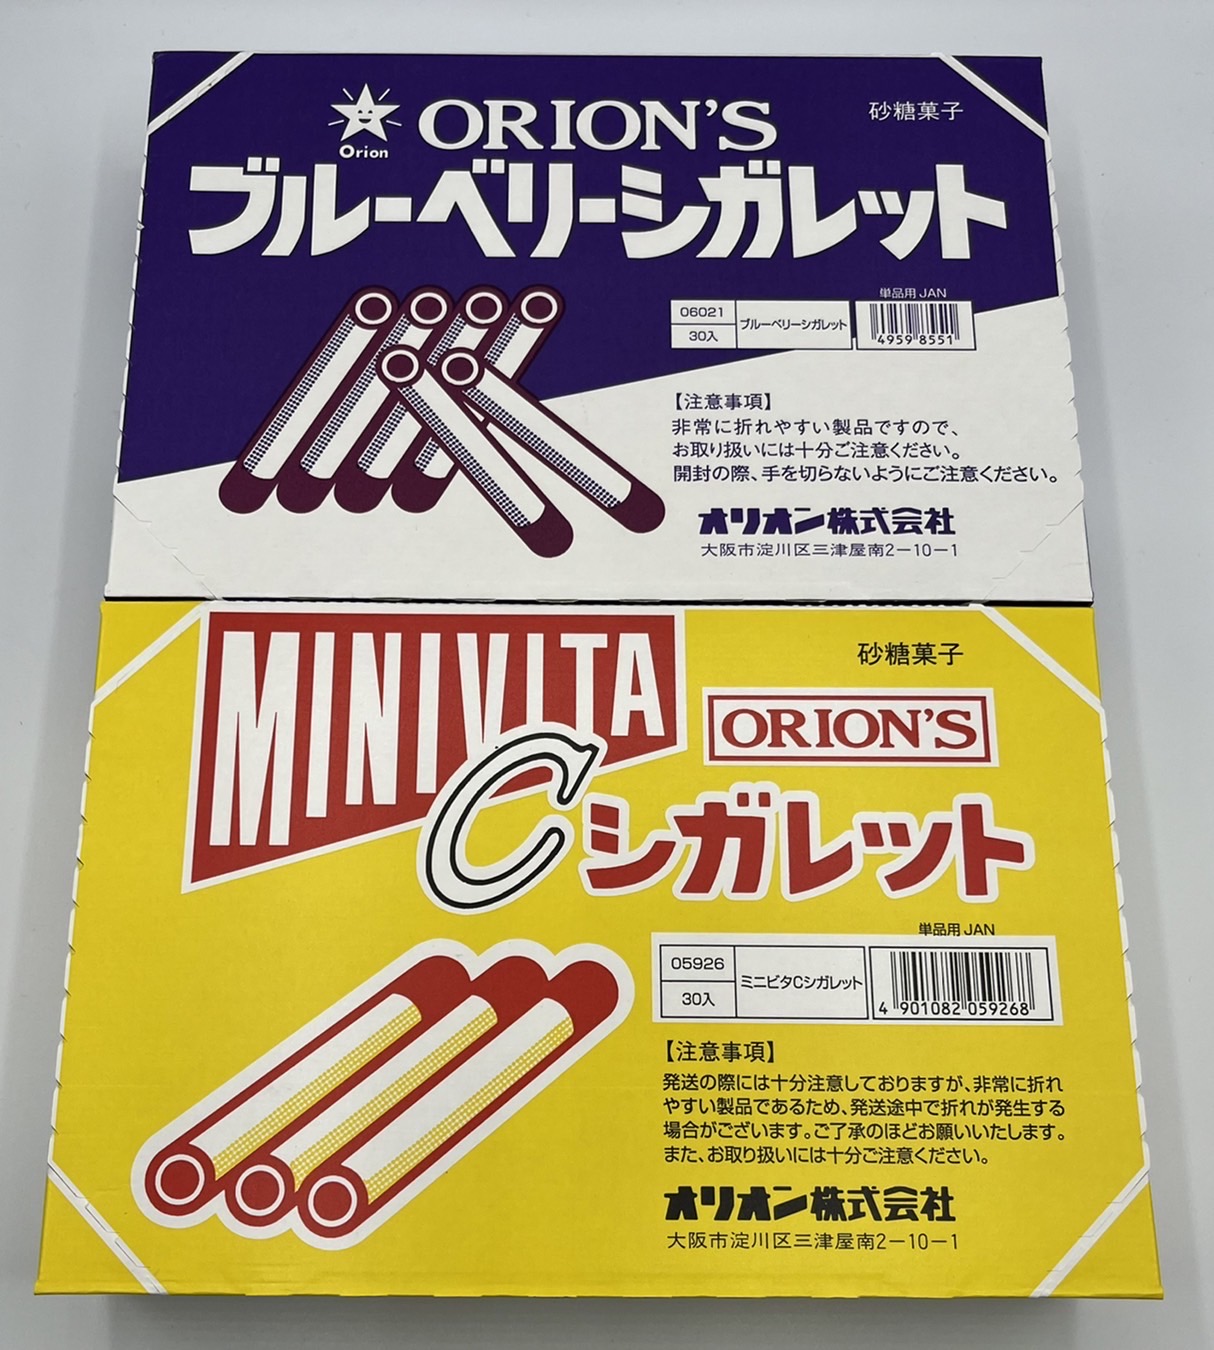 Orion
ORION'S
砂糖菓子
ブルーベリーシガレット
単品用 JAN
06021
30入
ブルーベリーシガレット
4959 8551
【注意事項】
非常に折れやすい製品ですので、
お取り扱いには十分ご注意ください。
開封の際、手を切らないようにご注意ください。
オリオン株式会社
大阪市淀川区三津屋南2-10-1
MINIVITA
C
シガレット
砂糖菓子
ORION'S
単品用 JAN
05926
30入
ミニビタCシガレット
4 901082 059268
【注意事項】
発送の際には十分注意しておりますが、非常に折れ
やすい製品であるため、発送途中で折れが発生する
場合がございます。ご了承のほどお願いいたします。
また、お取り扱いには十分ご注意ください。
オリオン株式会社
大阪市淀川区三津屋南2-10-1